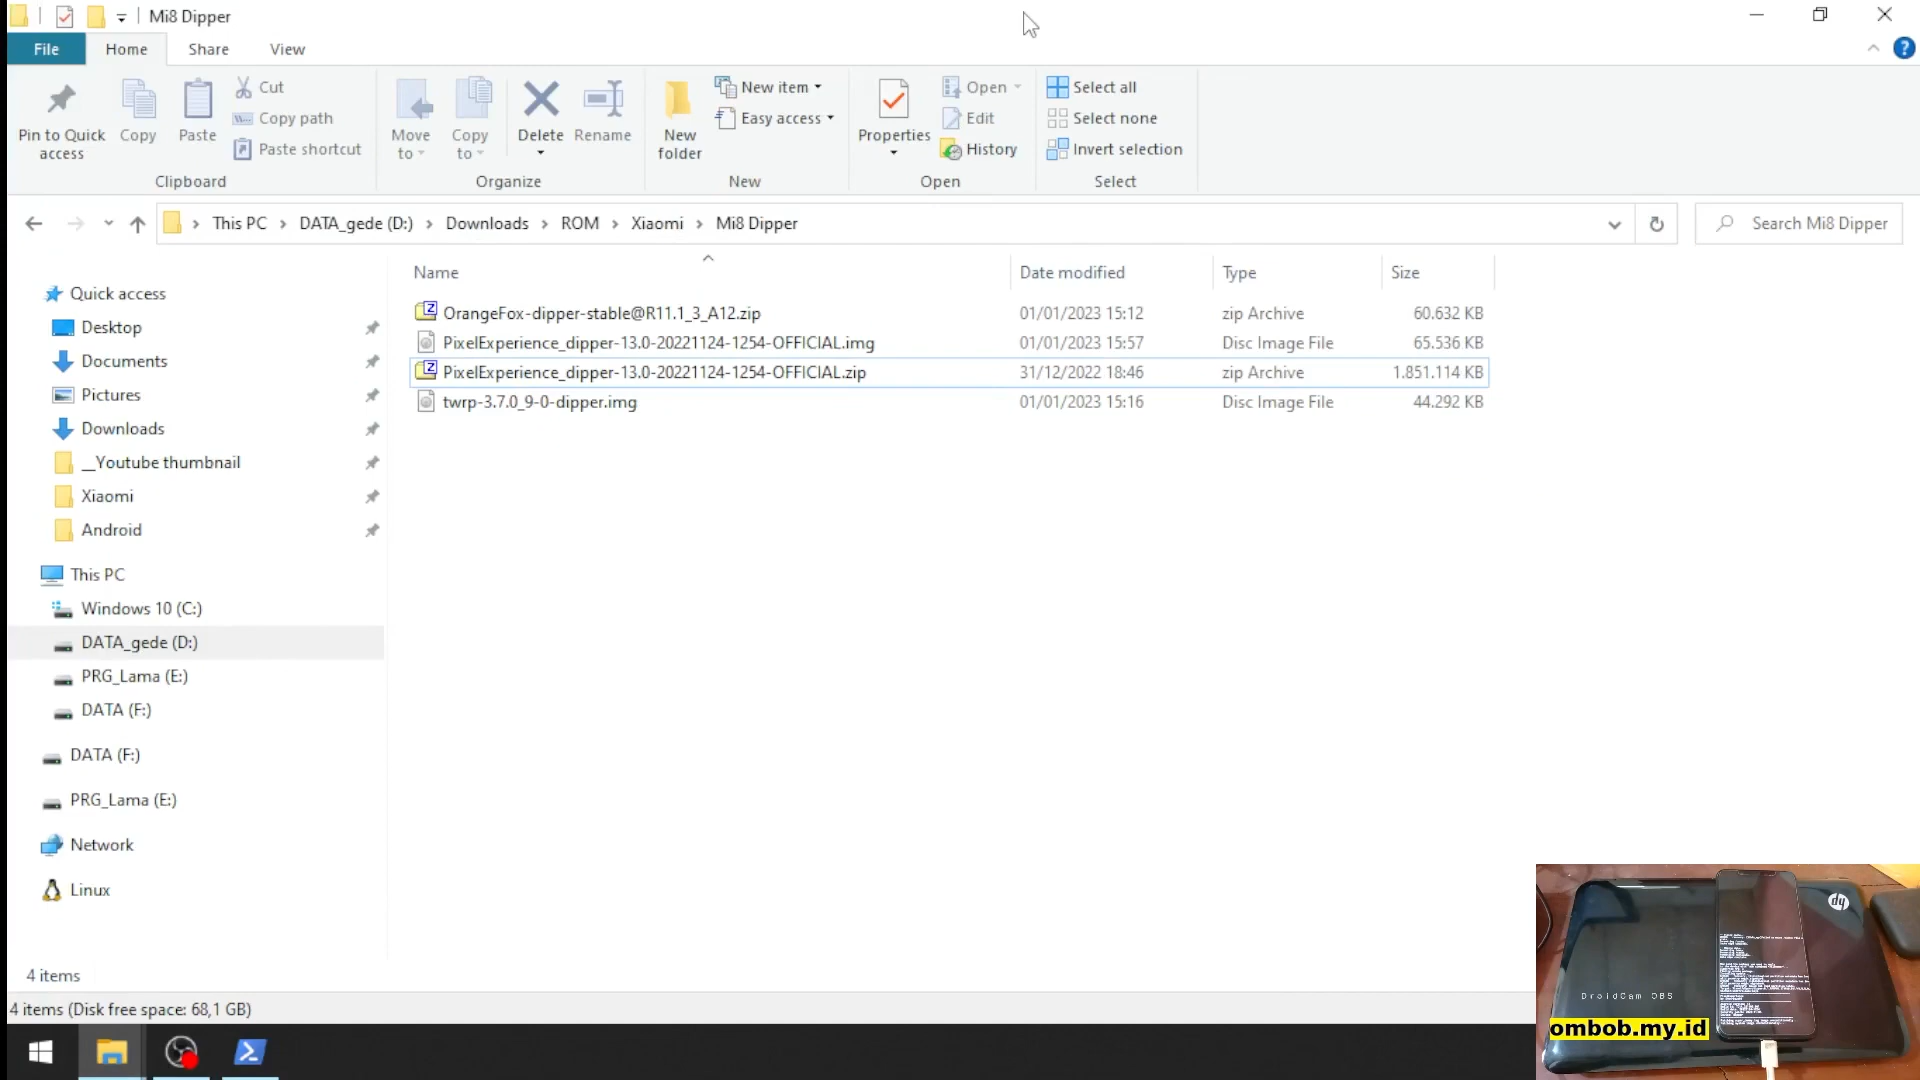 Mi8 Dipper
File Home Share View
Pin to Quick access
Copy
Paste
Cut
Copy path
Paste shortcut
Clipboard
Move to
Copy to
Delete
Rename
Organize
New folder
New item
Easy access
New
Properties
Open
Edit
History
Open
Select all
Select none
Invert selection
Select
This PC › DATA_gede (D:) › Downloads › ROM › Xiaomi › Mi8 Dipper
Search Mi8 Dipper
Quick access
Desktop
Documents
Pictures
Downloads
__Youtube thumbnail
Xiaomi
Android
This PC
Windows 10 (C:)
DATA_gede (D:)
PRG_Lama (E:)
DATA (F:)
DATA (F:)
PRG_Lama (E:)
Network
Linux
Name Date modified Type Size
OrangeFox-dipper-stable@R11.1_3_A12.zip 01/01/2023 15:12 zip Archive 60.632 KB
PixelExperience_dipper-13.0-20221124-1254-OFFICIAL.img 01/01/2023 15:57 Disc Image File 65.536 KB
PixelExperience_dipper-13.0-20221124-1254-OFFICIAL.zip 31/12/2022 18:46 zip Archive 1.851.114 KB
twrp-3.7.0_9-0-dipper.img 01/01/2023 15:16 Disc Image File 44.292 KB
4 items
4 items (Disk free space: 68,1 GB)
hp
DroidCam OBS
ombob.my.id